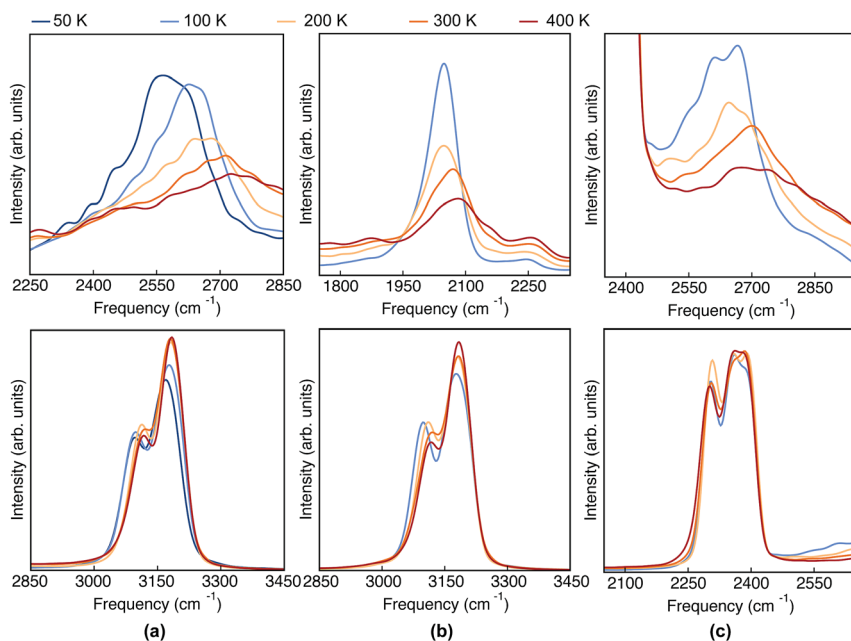 50 K 100 K 200 K 300 K 400 K
Intensity (arb. units)
2250 2400 2550 2700 2850
Frequency (cm⁻¹)
Intensity (arb. units)
1800 1950 2100 2250
Frequency (cm⁻¹)
Intensity (arb. units)
2400 2550 2700 2850
Frequency (cm⁻¹)
Intensity (arb. units)
2850 3000 3150 3300 3450
Frequency (cm⁻¹)
(a)
Intensity (arb. units)
2850 3000 3150 3300 3450
Frequency (cm⁻¹)
(b)
Intensity (arb. units)
2100 2250 2400 2550
Frequency (cm⁻¹)
(c)